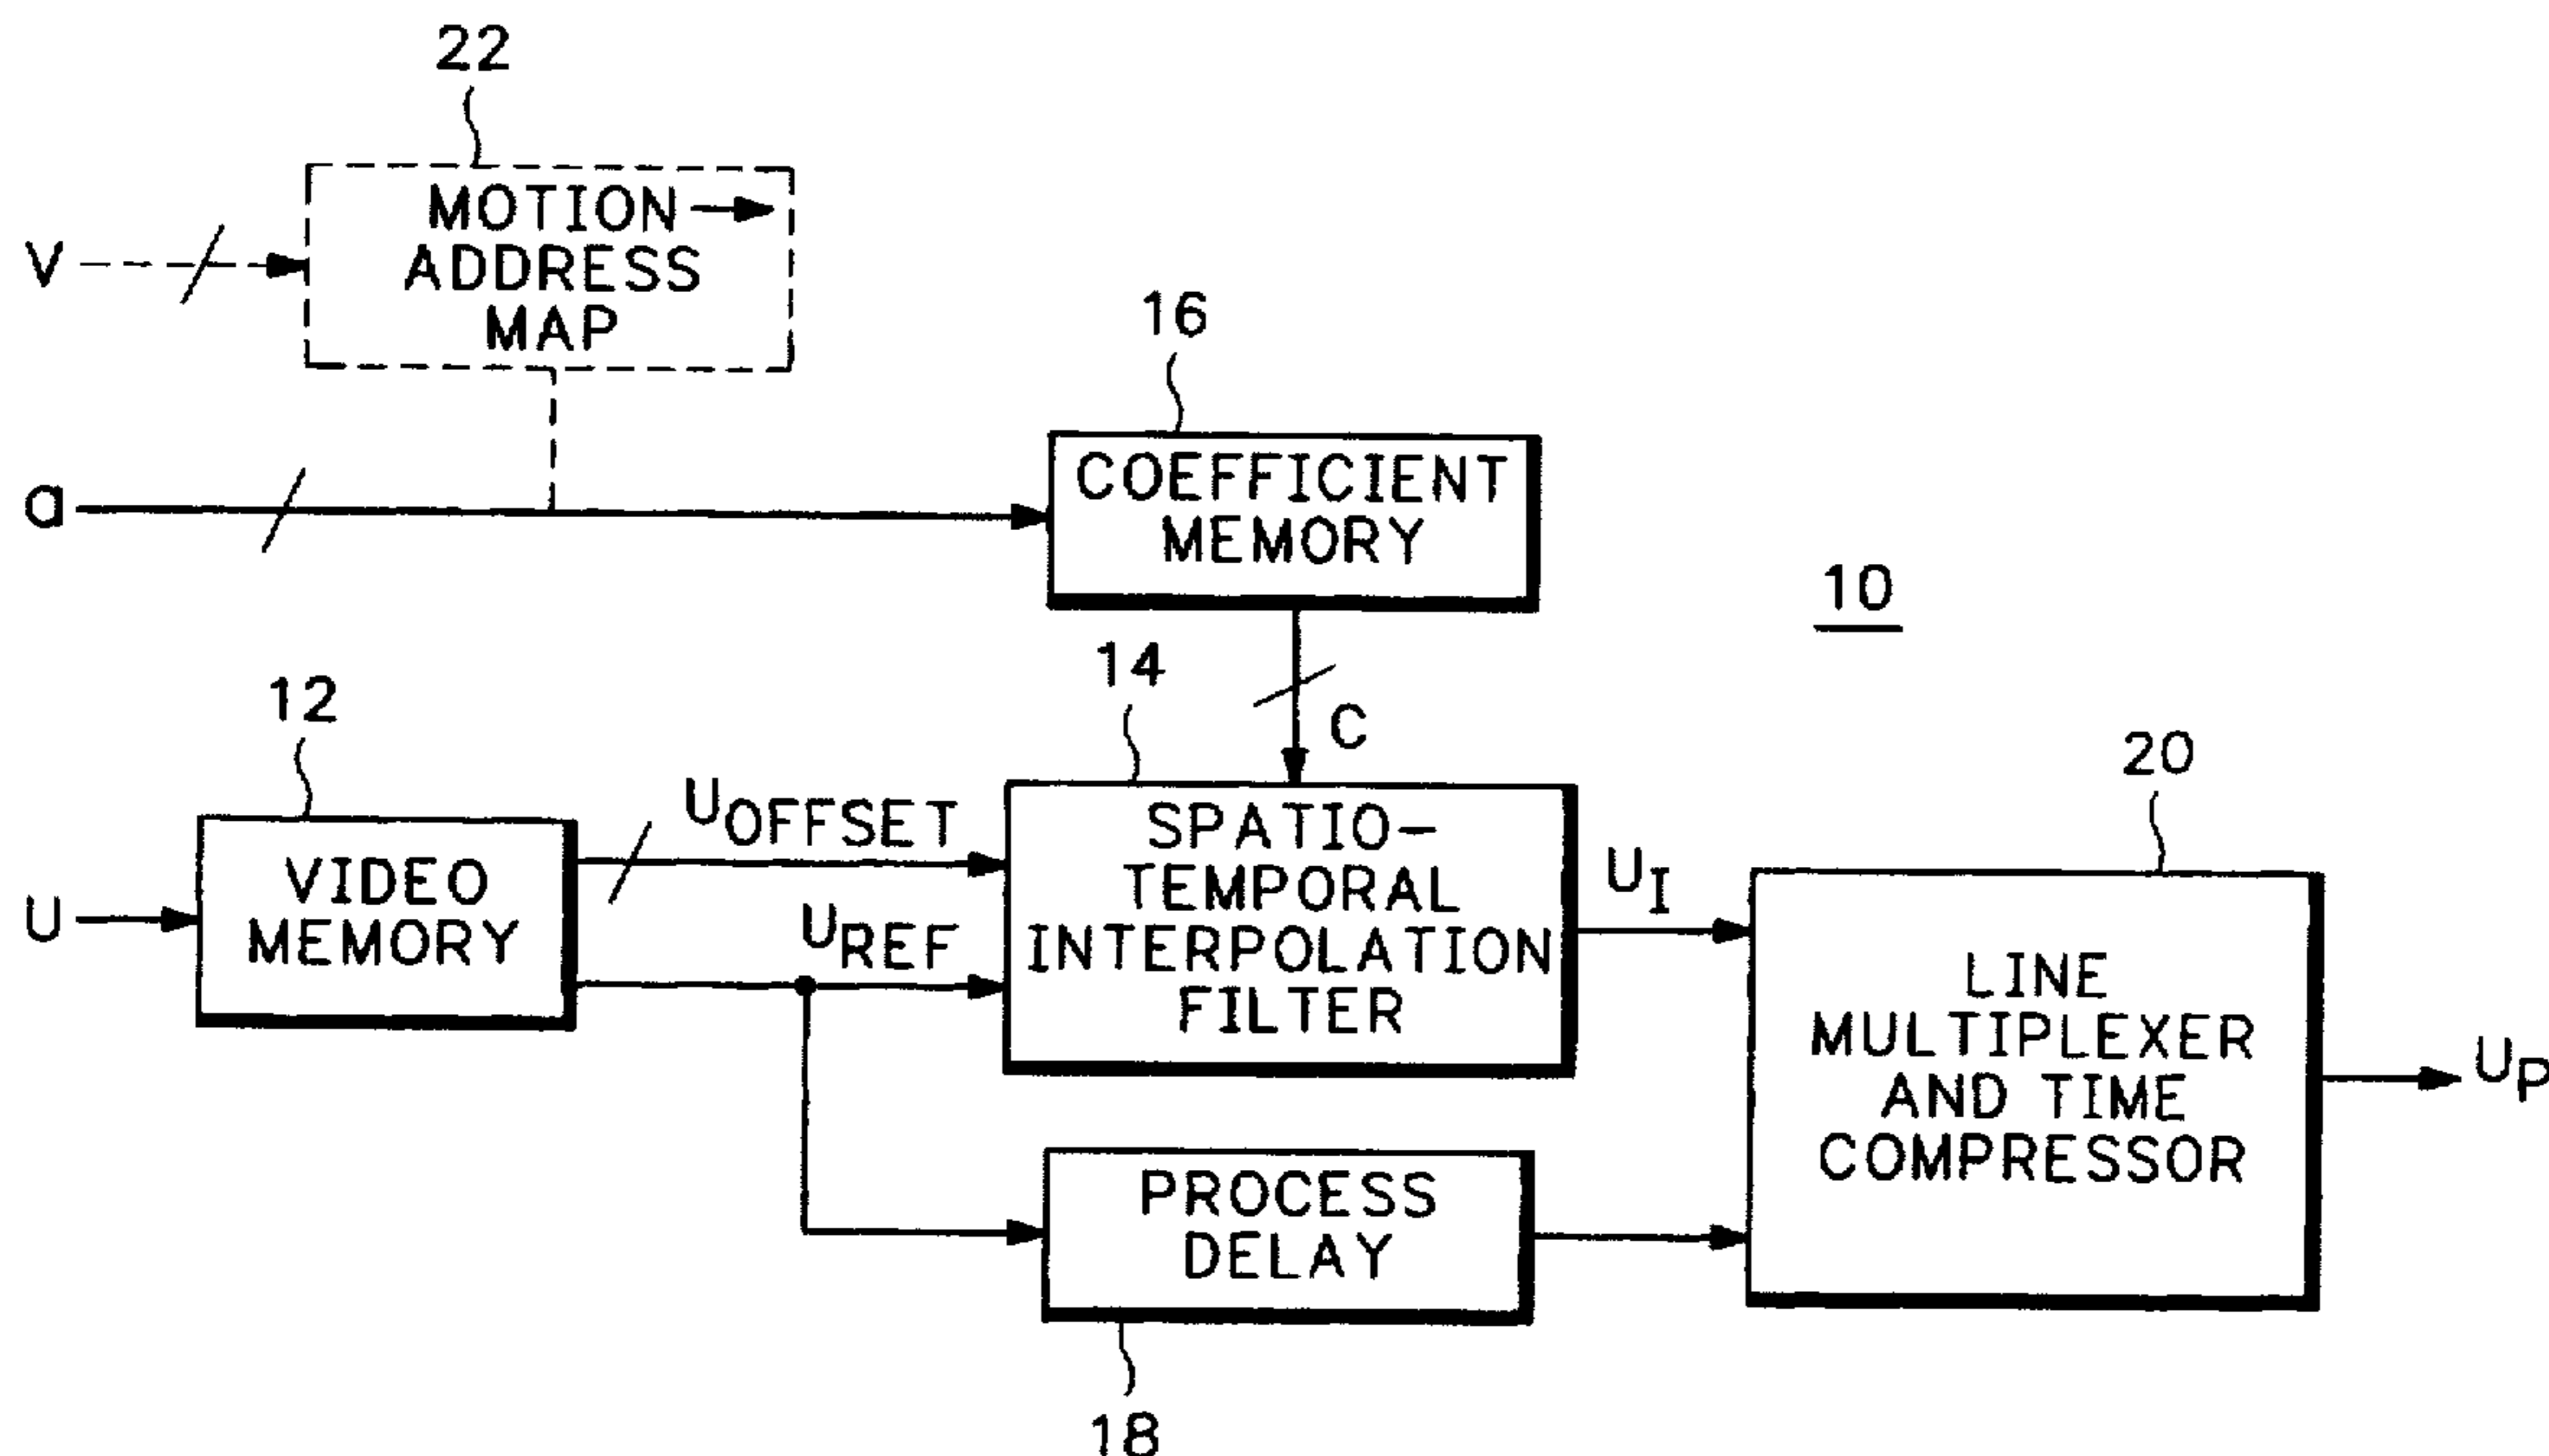 22
MOTION
ADDRESS
MAP
V
a
16
COEFFICIENT
MEMORY
10
C
12
VIDEO
MEMORY
U
UOFFSET
UREF
14
SPATIO-
TEMPORAL
INTERPOLATION
FILTER
UI
20
LINE
MULTIPLEXER
AND TIME
COMPRESSOR
UP
PROCESS
DELAY
18